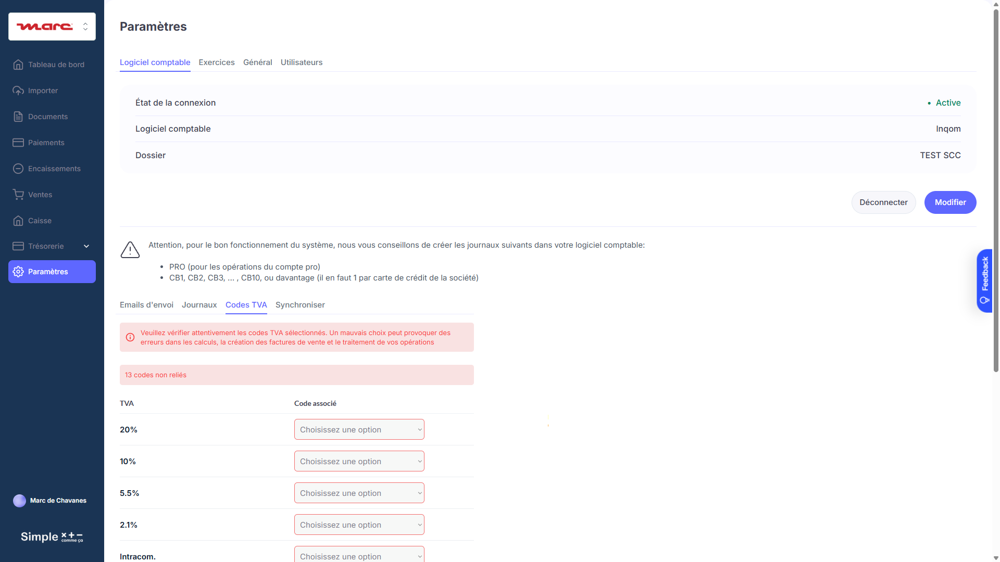 marc
Paramètres
Tableau de bord
Importer
Documents
Paiements
Encaissements
Ventes
Caisse
Trésorerie
Paramètres
Marc de Chavanes
Simple
comme ça
Logiciel comptable Exercices Général Utilisateurs
État de la connexion • Active
Logiciel comptable Inqom
Dossier TEST SCC
Déconnecter Modifier
Attention, pour le bon fonctionnement du système, nous vous conseillons de créer les journaux suivants dans votre logiciel comptable:
• PRO (pour les opérations du compte pro)
• CB1, CB2, CB3, ... , CB10, ou davantage (il en faut 1 par carte de crédit de la société)
Feedback
Emails d'envoi Journaux Codes TVA Synchroniser
Veuillez vérifier attentivement les codes TVA sélectionnés. Un mauvais choix peut provoquer des
erreurs dans les calculs, la création des factures de vente et le traitement de vos opérations
13 codes non reliés
TVA Code associé
20% Choisissez une option
10% Choisissez une option
5.5% Choisissez une option
2.1% Choisissez une option
Intracom. Choisissez une option